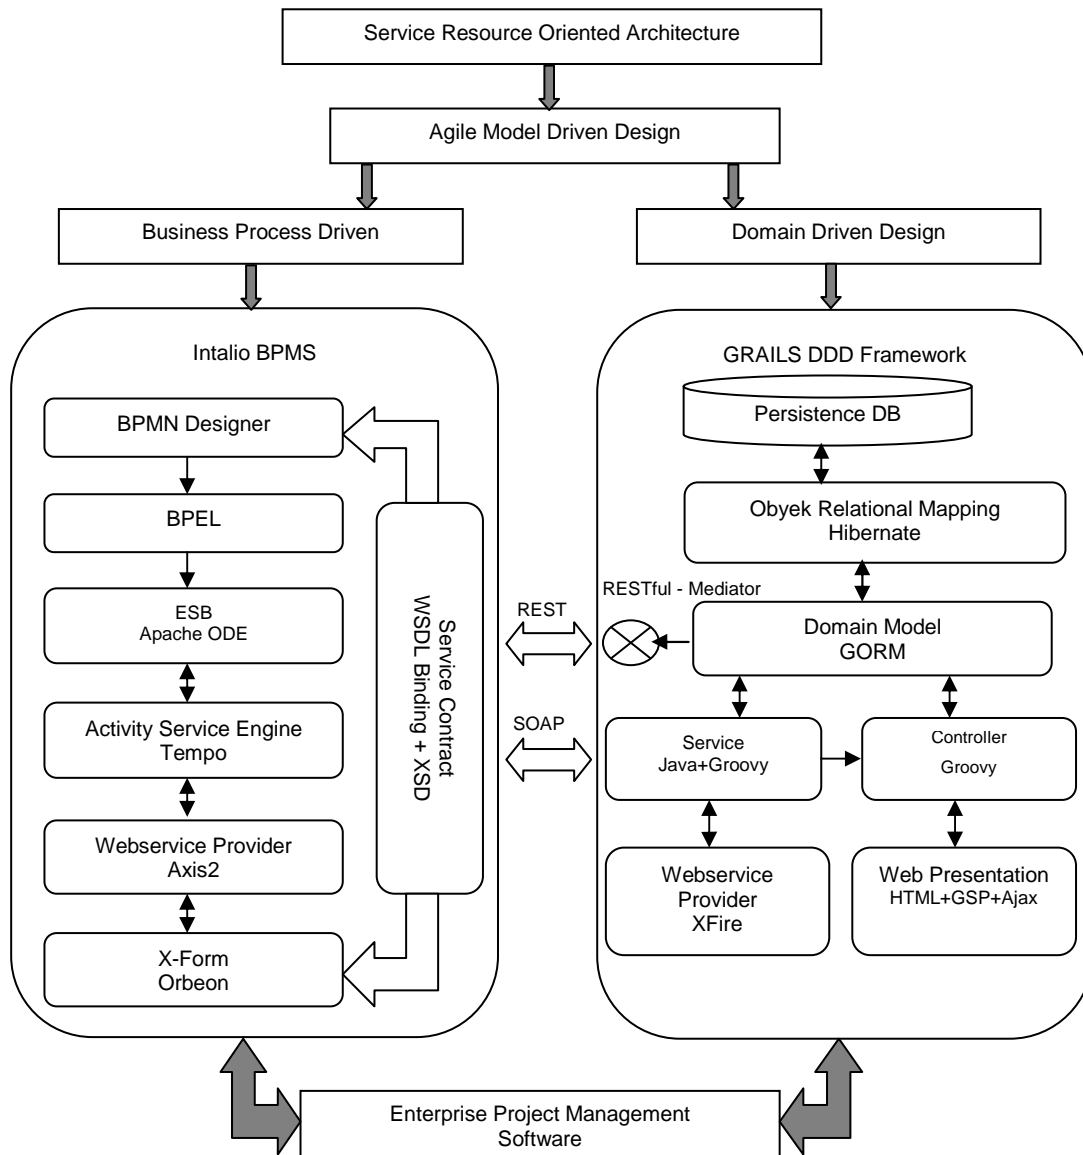 Service Resource Oriented Architecture
Agile Model Driven Design
Business Process Driven
Domain Driven Design
Intalio BPMS
BPMN Designer
BPEL
ESB
Apache ODE
Activity Service Engine
Tempo
Webservice Provider
Axis2
X-Form
Orbeon
Service Contract
WSDL Binding + XSD
REST
SOAP
GRAILS DDD Framework
Persistence DB
Obyek Relational Mapping
Hibernate
RESTful - Mediator
Domain Model
GORM
Service
Java+Groovy
Controller
Groovy
Webservice
Provider
XFire
Web Presentation
HTML+GSP+Ajax
Enterprise Project Management
Software